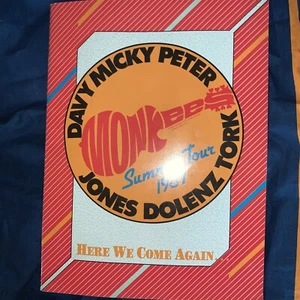 DAVY MICKY PETER
MONKEES
Summer Tour
1987
JONES DOLENZ TORK
HERE WE COME AGAIN...